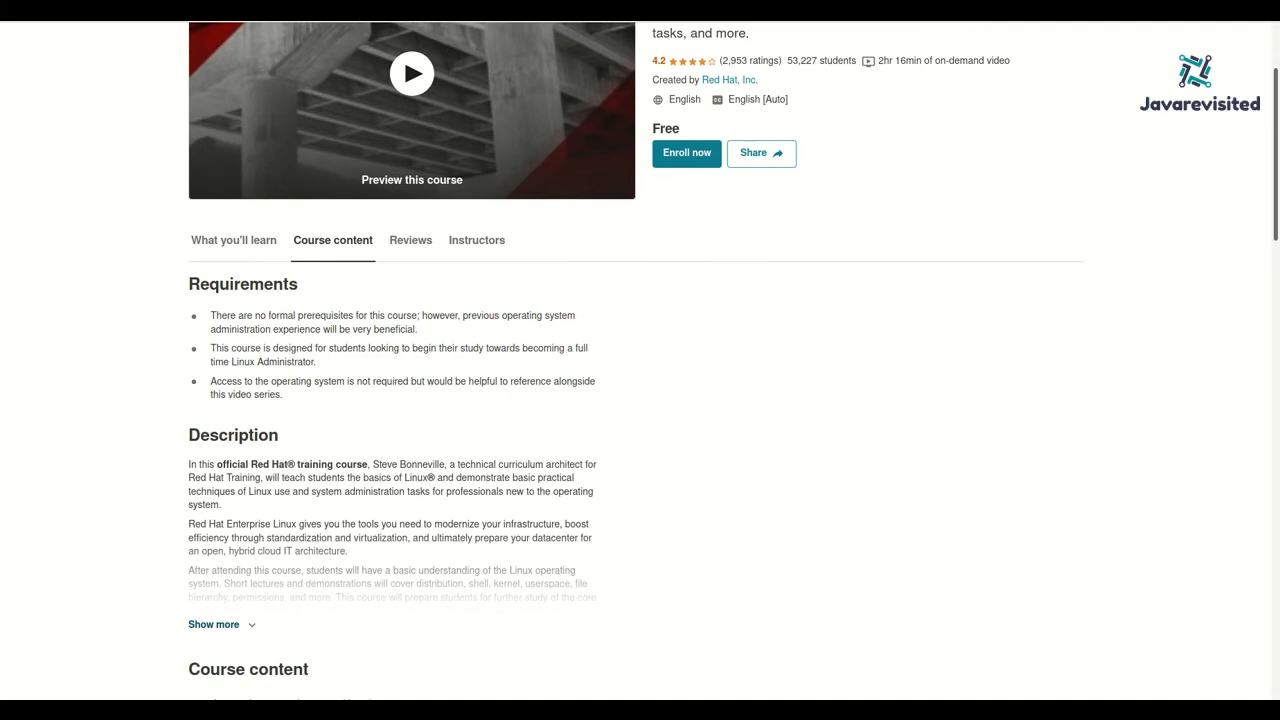 tasks, and more.
4.2 (2,953 ratings) 53,227 students 2hr 16min of on-demand video
Created by Red Hat, Inc.
English English [Auto]
Javarevisited
Free
Enroll now Share
Preview this course
What you'll learn Course content Reviews Instructors
Requirements
There are no formal prerequisites for this course; however, previous operating system
administration experience will be very beneficial.
This course is designed for students looking to begin their study towards becoming a full
time Linux Administrator.
Access to the operating system is not required but would be helpful to reference alongside
this video series.
Description
In this official Red Hat® training course, Steve Bonneville, a technical curriculum architect for
Red Hat Training, will teach students the basics of Linux® and demonstrate basic practical
techniques of Linux use and system administration tasks for professionals new to the operating
system.
Red Hat Enterprise Linux gives you the tools you need to modernize your infrastructure, boost
efficiency through standardization and virtualization, and ultimately prepare your datacenter for
an open, hybrid cloud IT architecture.
After attending this course, students will have a basic understanding of the Linux operating
system. Short lectures and demonstrations will cover distribution, shell, kernel, userspace, file
hierarchy, permissions, and more. This course will prepare students for further study of the core
Show more
Course content